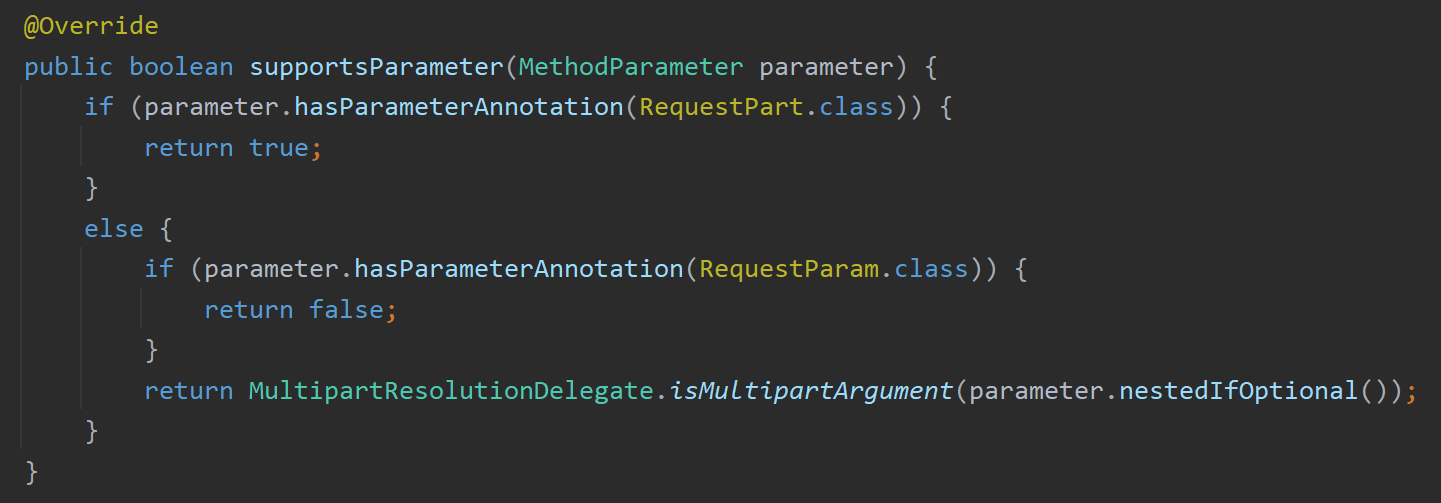 @Override
public boolean supportsParameter(MethodParameter parameter) {
    if (parameter.hasParameterAnnotation(RequestPart.class)) {
        return true;
    }
    else {
        if (parameter.hasParameterAnnotation(RequestParam.class)) {
            return false;
        }
        return MultipartResolutionDelegate.isMultipartArgument(parameter.nestedIfOptional());
    }
}